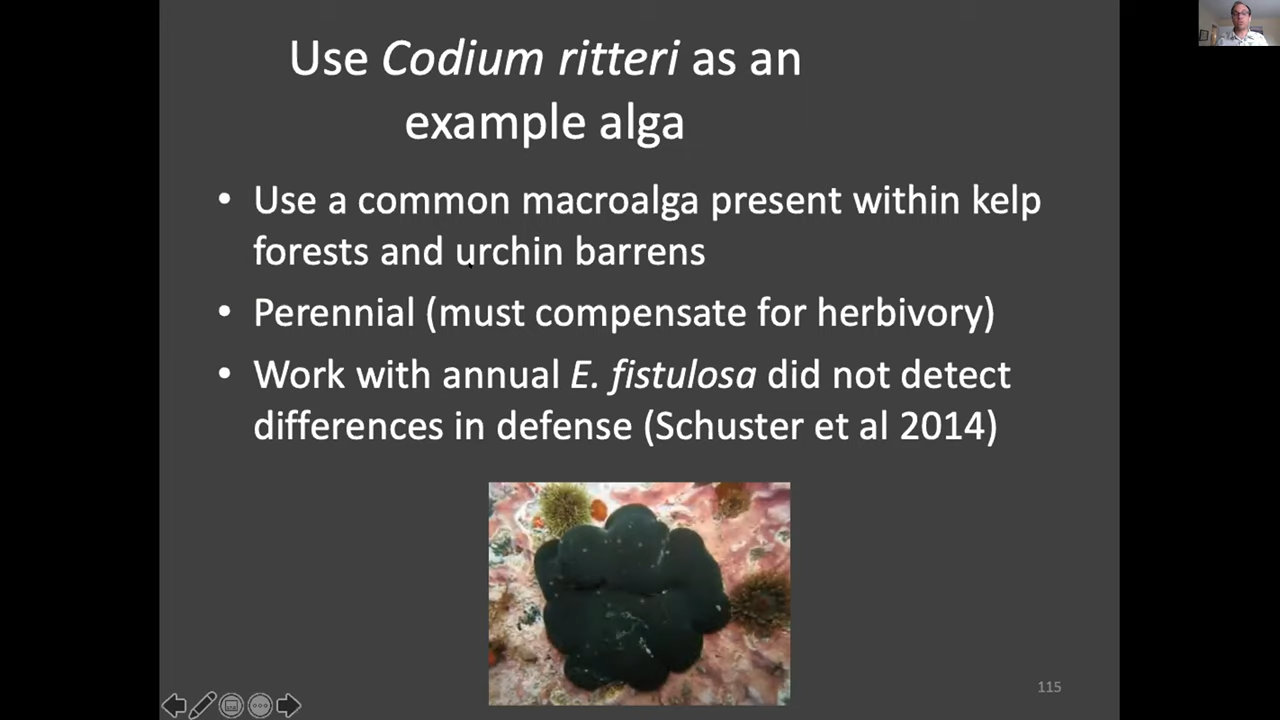 Use Codium ritteri as an
example alga
• Use a common macroalga present within kelp
forests and urchin barrens
• Perennial (must compensate for herbivory)
• Work with annual E. fistulosa did not detect
differences in defense (Schuster et al 2014)
115